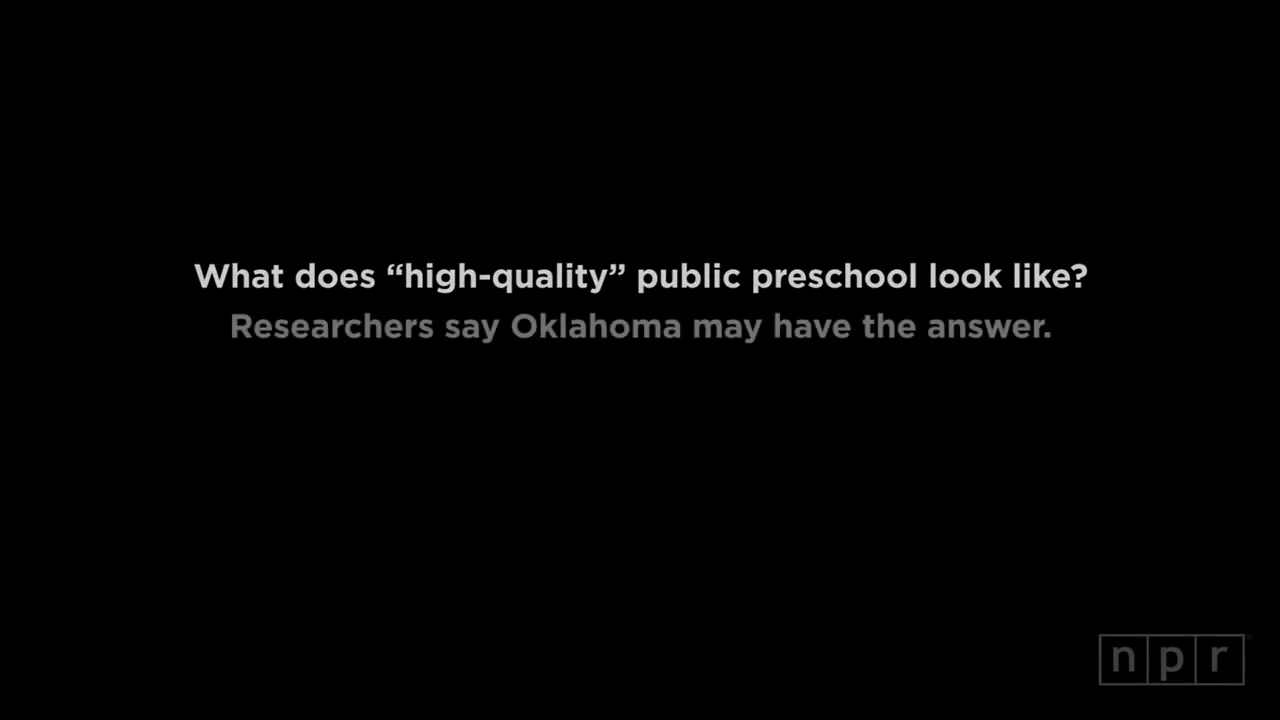 What does “high-quality” public preschool look like?
Researchers say Oklahoma may have the answer.
npr